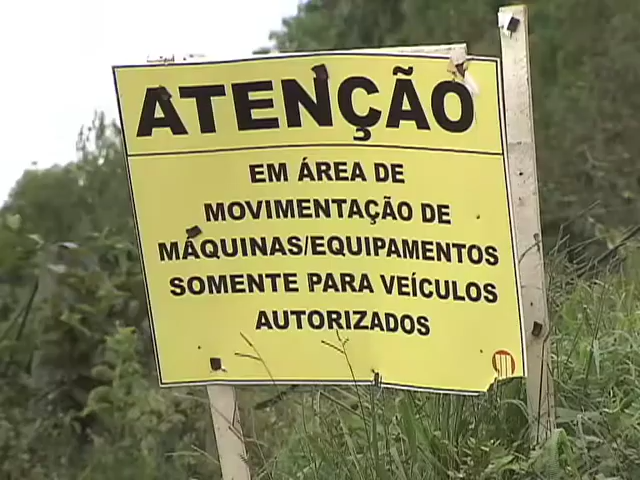 ATENÇÃO
EM ÁREA DE
MOVIMENTAÇÃO DE
MÁQUINAS/EQUIPAMENTOS
SOMENTE PARA VEÍCULOS
AUTORIZADOS